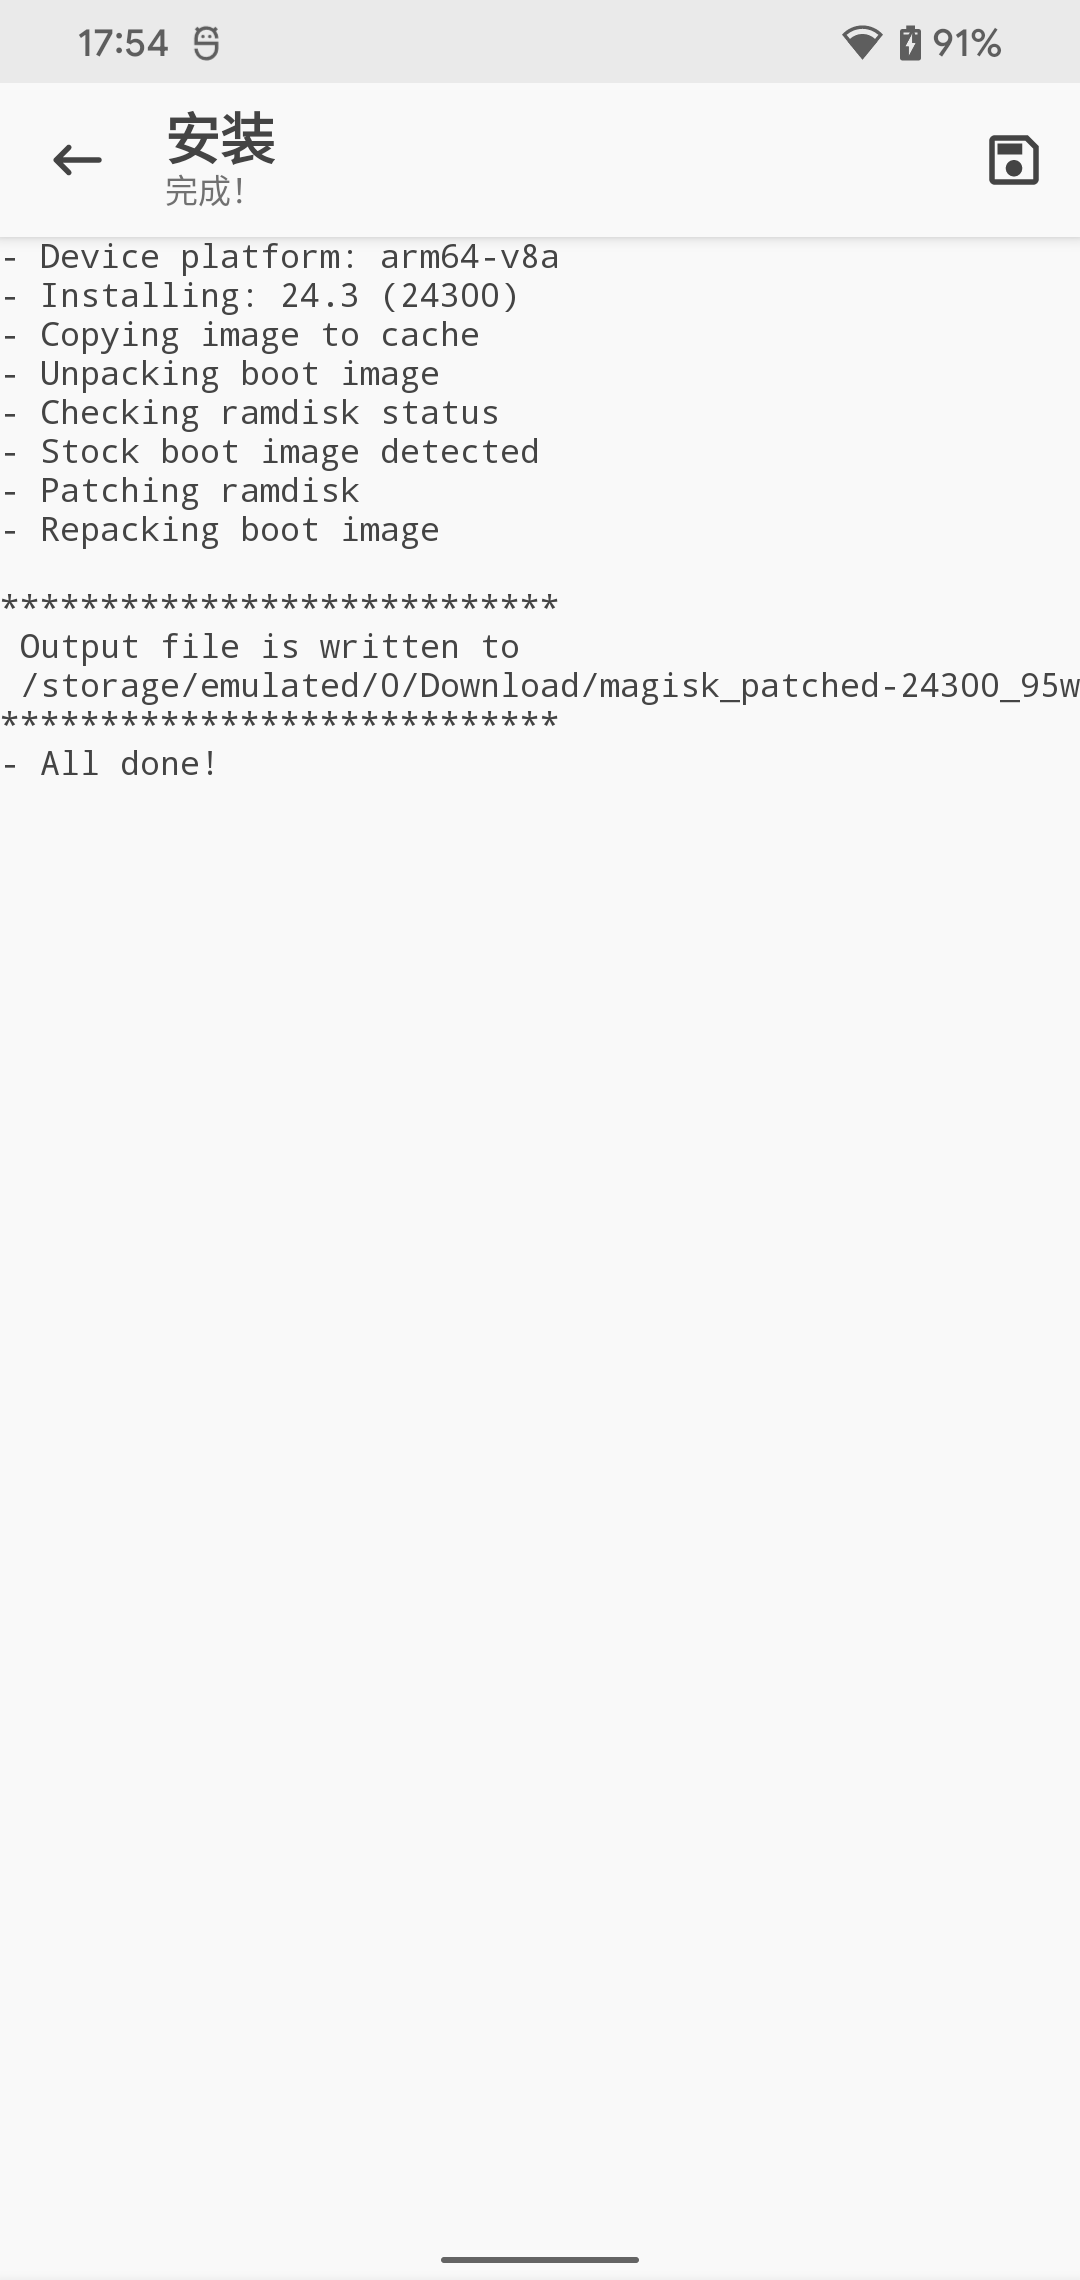 17:54
91%
安装
完成！
- Device platform: arm64-v8a
- Installing: 24.3 (24300)
- Copying image to cache
- Unpacking boot image
- Checking ramdisk status
- Stock boot image detected
- Patching ramdisk
- Repacking boot image
****************************
Output file is written to
/storage/emulated/0/Download/magisk_patched-24300_95w
****************************
- All done!